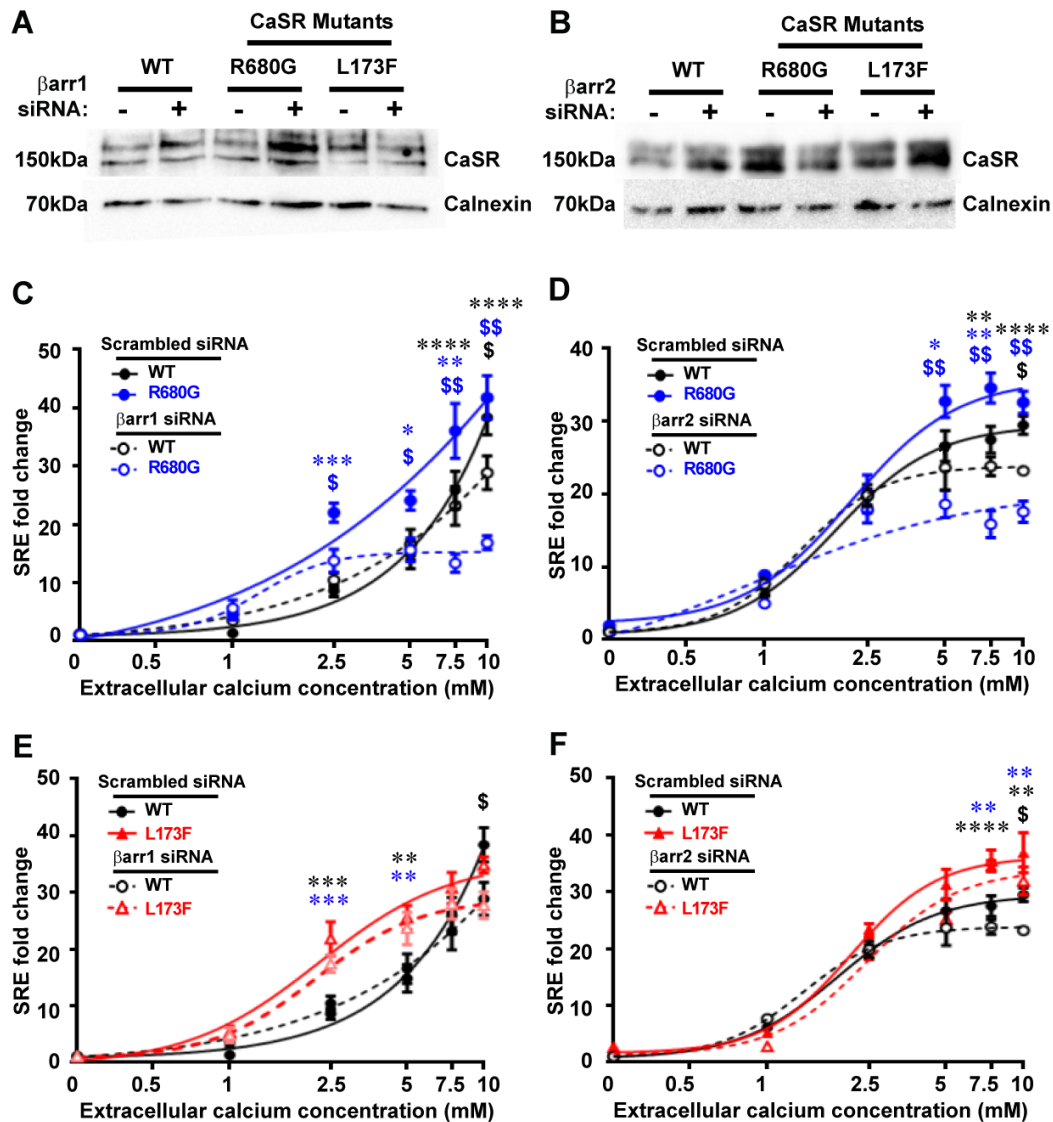 A
CaSR Mutants
βarr1
siRNA:
WT
R680G
L173F
- + - + - +
150kDa
CaSR
70kDa
Calnexin
B
CaSR Mutants
βarr2
siRNA:
WT
R680G
L173F
- + - + - +
150kDa
CaSR
70kDa
Calnexin
C
Scrambled siRNA
WT
R680G
βarr1 siRNA
WT
R680G
***
$
*
$
****
**
$$
****
$$
$
SRE fold change
50
40
30
20
10
0
0 0.5 1 2.5 5 7.5 10
Extracellular calcium concentration (mM)
D
Scrambled siRNA
WT
R680G
βarr2 siRNA
WT
R680G
*
$$
**
**
$$
****
$$
$
SRE fold change
40
30
20
10
0
0 0.5 1 2.5 5 7.5 10
Extracellular calcium concentration (mM)
E
Scrambled siRNA
WT
L173F
βarr1 siRNA
WT
L173F
***
***
**
**
$
SRE fold change
50
40
30
20
10
0
0 0.5 1 2.5 5 7.5 10
Extracellular calcium concentration (mM)
F
Scrambled siRNA
WT
L173F
βarr2 siRNA
WT
L173F
**
****
**
**
$
SRE fold change
50
40
30
20
10
0
0 0.5 1 2.5 5 7.5 10
Extracellular calcium concentration (mM)